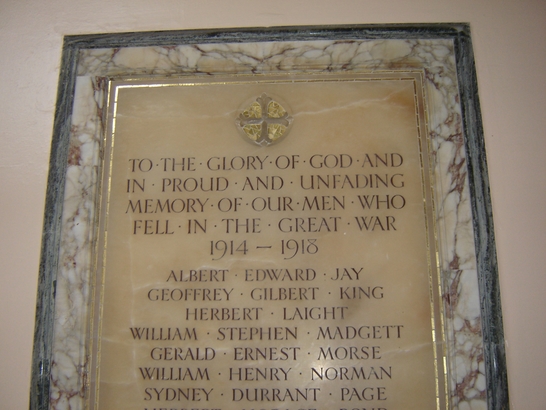 TO · THE · GLORY · OF · GOD · AND
IN · PROUD · AND · UNFADING
MEMORY · OF · OUR · MEN · WHO
FELL · IN · THE · GREAT · WAR
1914 — 1918
ALBERT · EDWARD · JAY
GEOFFREY · GILBERT · KING
HERBERT · LAIGHT
WILLIAM · STEPHEN · MADGETT
GERALD · ERNEST · MORSE
WILLIAM · HENRY · NORMAN
SYDNEY · DURRANT · PAGE